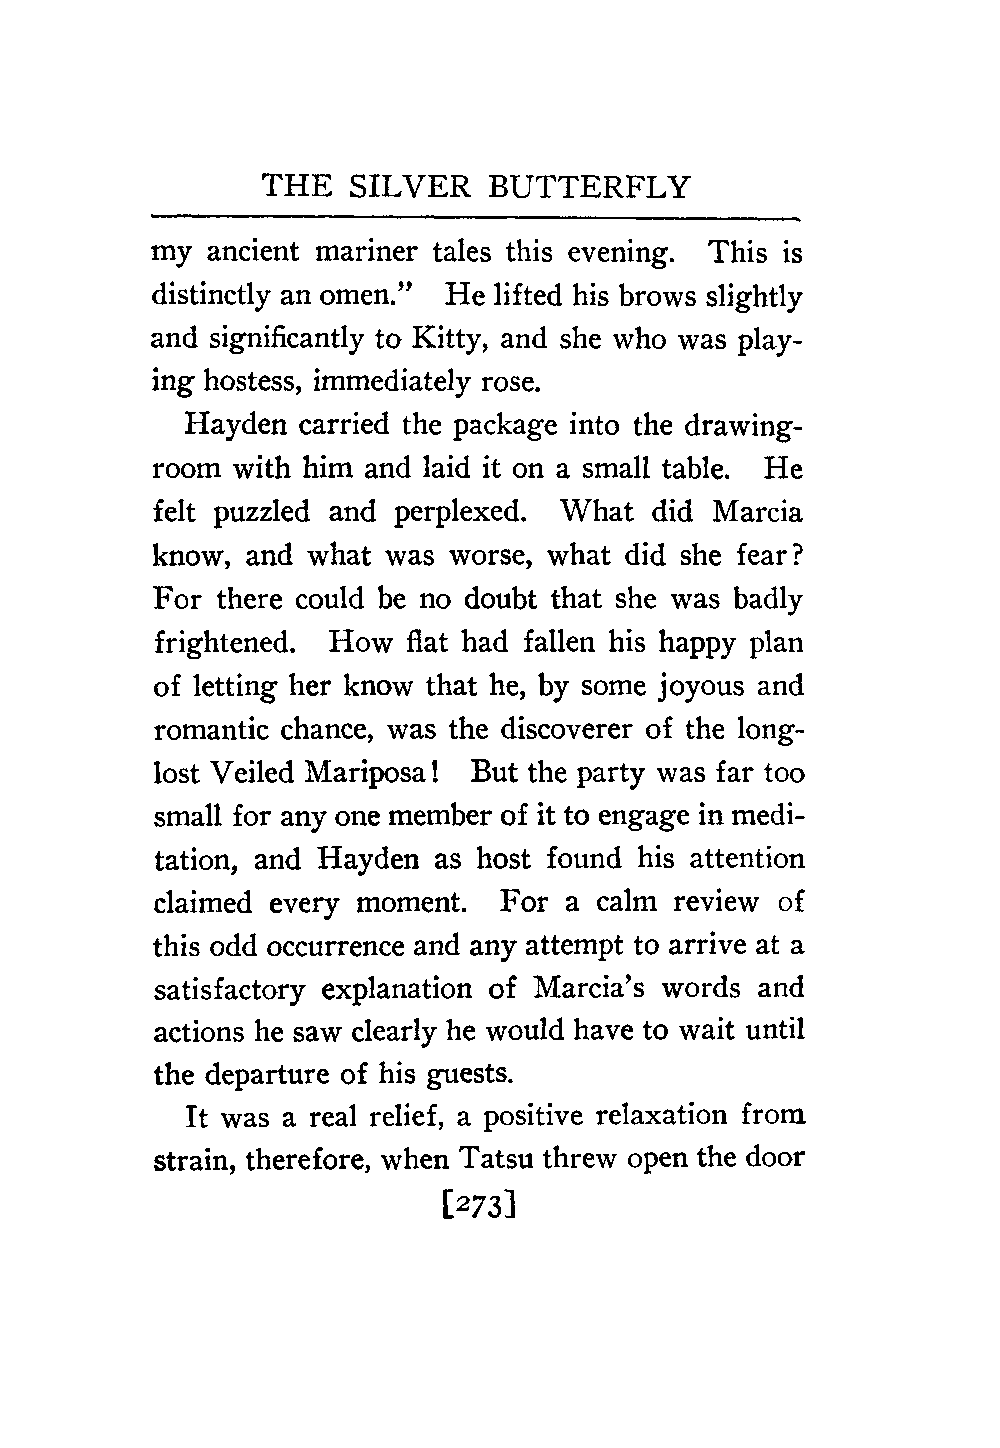 THE SILVER BUTTERFLY
my ancient mariner tales this evening. This is
distinctly an omen.” He lifted his brows slightly
and significantly to Kitty, and she who was play-
ing hostess, immediately rose.
Hayden carried the package into the drawing-
room with him and laid it on a small table. He
felt puzzled and perplexed. What did Marcia
know, and what was worse, what did she fear?
For there could be no doubt that she was badly
frightened. How flat had fallen his happy plan
of letting her know that he, by some joyous and
romantic chance, was the discoverer of the long-
lost Veiled Mariposa! But the party was far too
small for any one member of it to engage in medi-
tation, and Hayden as host found his attention
claimed every moment. For a calm review of
this odd occurrence and any attempt to arrive at a
satisfactory explanation of Marcia’s words and
actions he saw clearly he would have to wait until
the departure of his guests.
It was a real relief, a positive relaxation from
strain, therefore, when Tatsu threw open the door
[273]